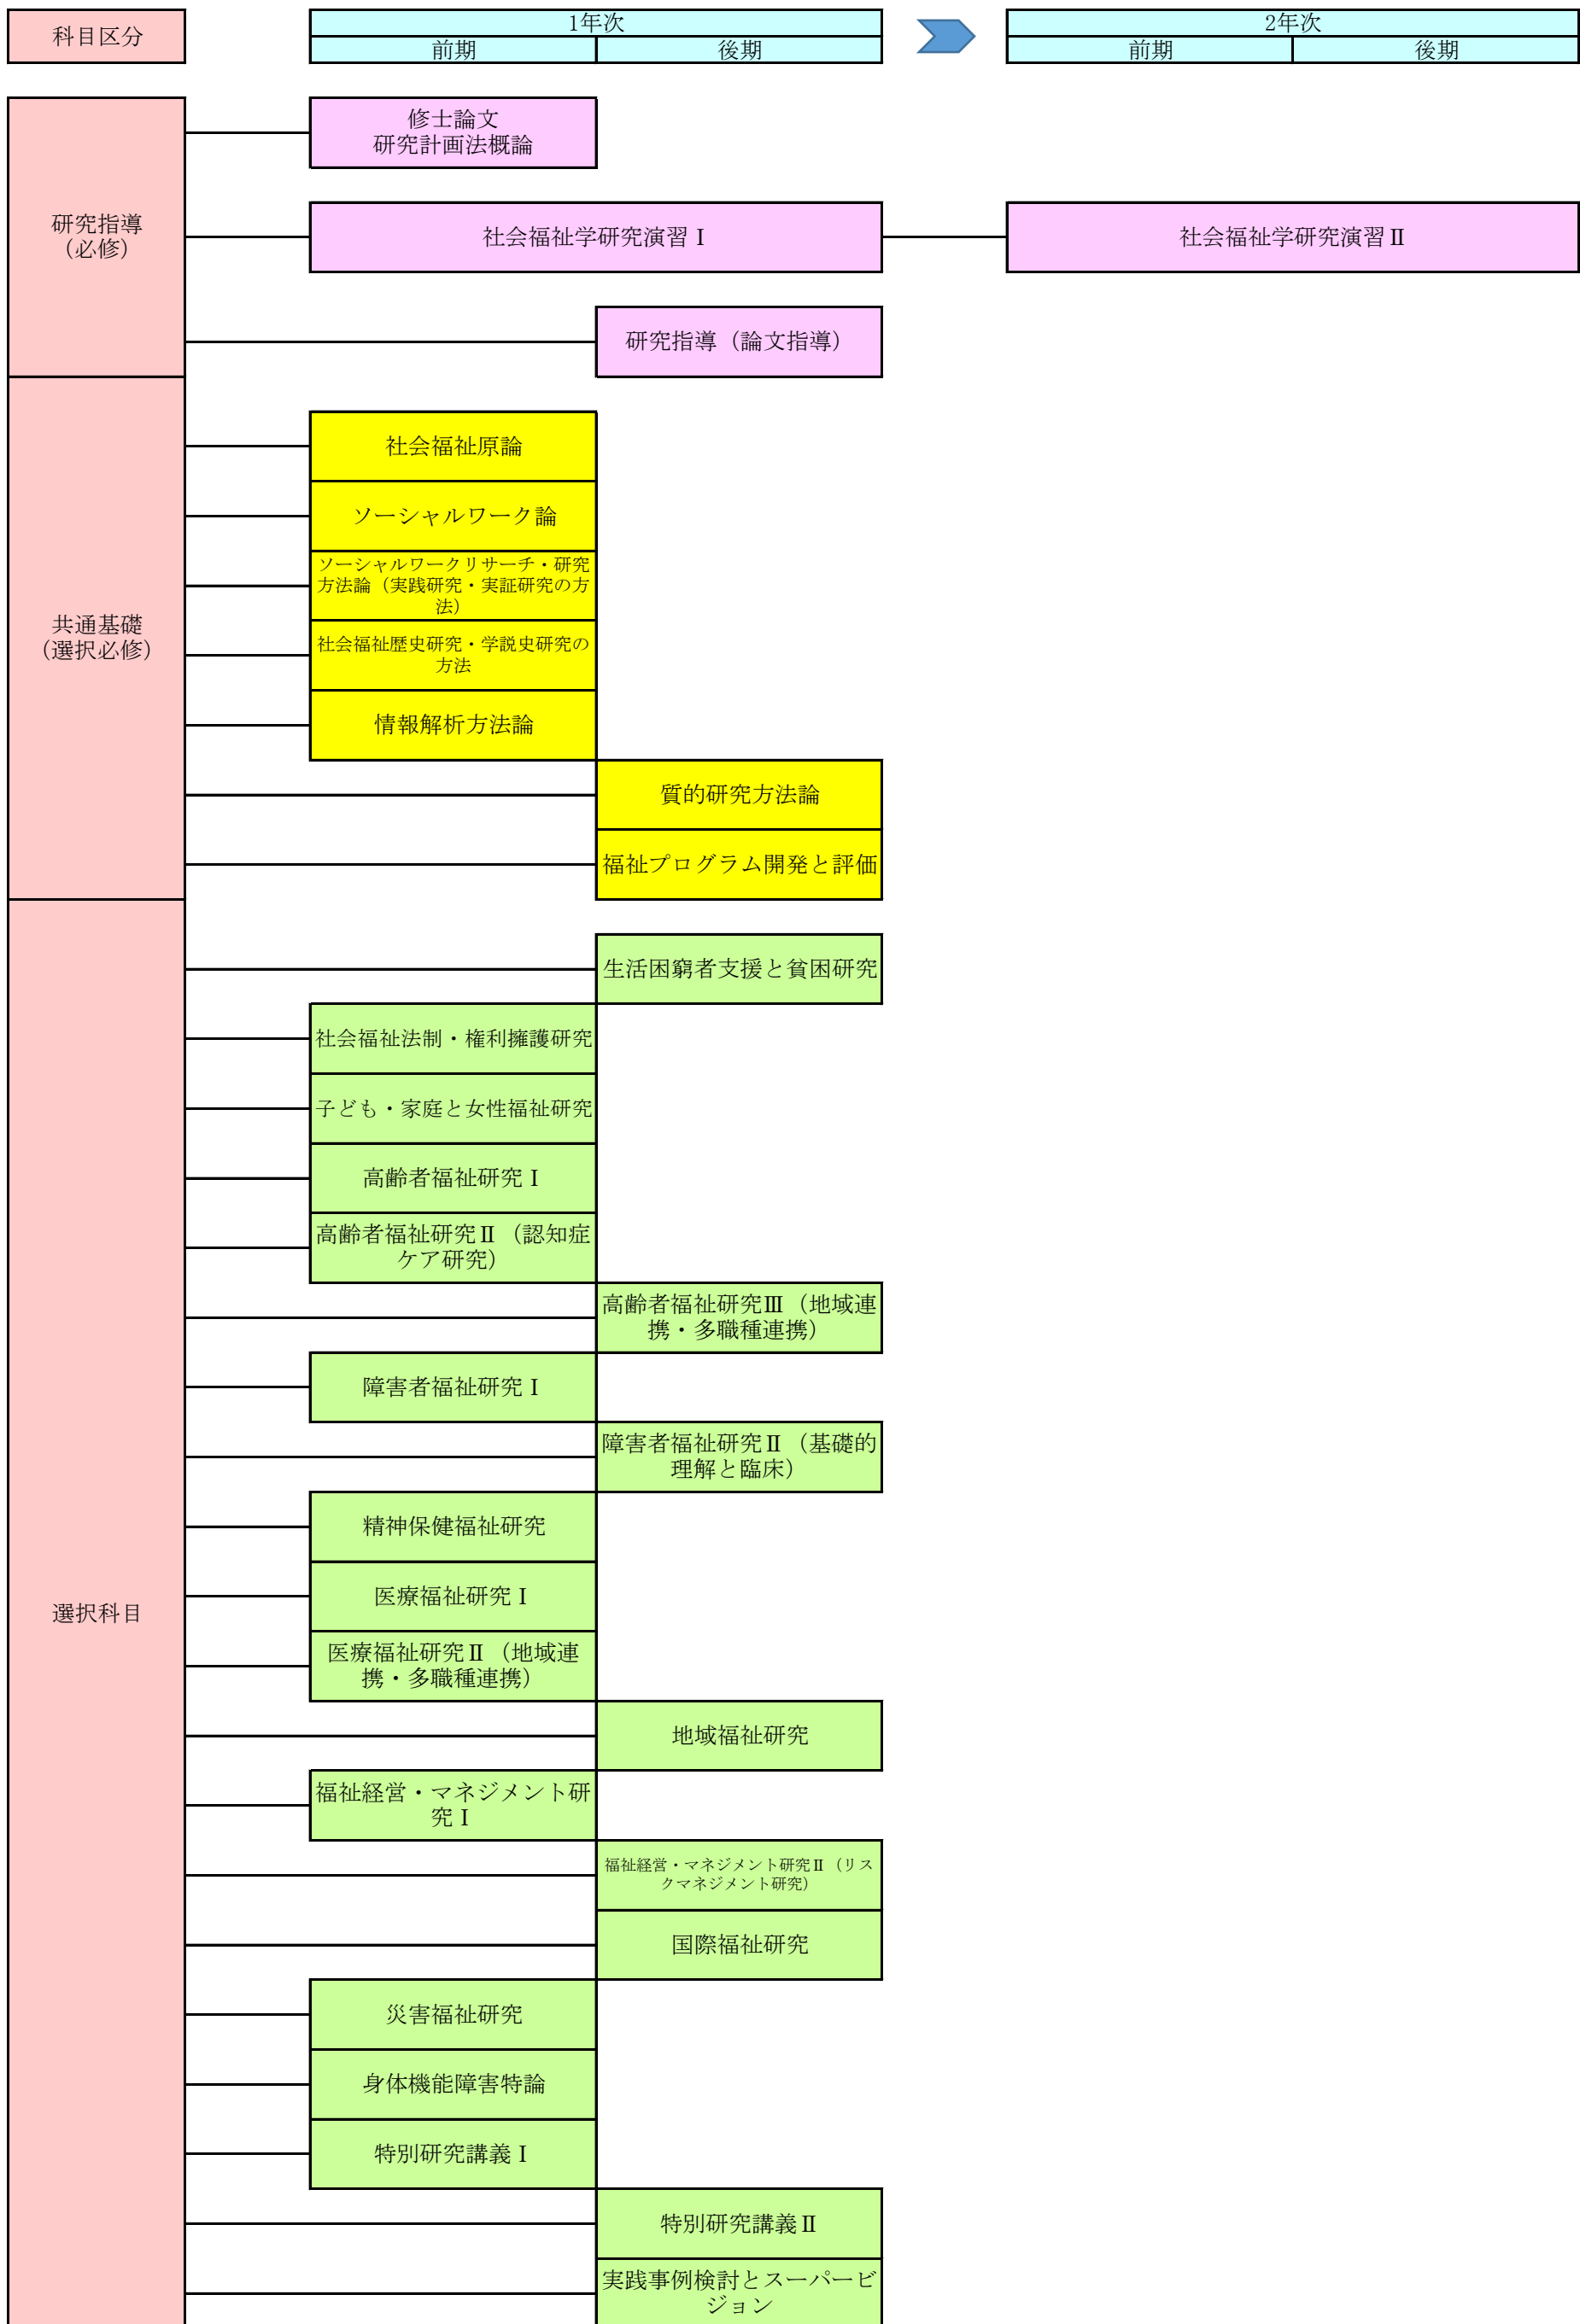 科目区分
1年次
前期
後期
2年次
前期
後期
研究指導
（必修）
修士論文
研究計画法概論
社会福祉学研究演習Ⅰ
社会福祉学研究演習Ⅱ
研究指導（論文指導）
共通基礎
（選択必修）
社会福祉原論
ソーシャルワーク論
ソーシャルワークリサーチ・研究
方法論（実践研究・実証研究の方
法）
社会福祉歴史研究・学説史研究の
方法
情報解析方法論
質的研究方法論
福祉プログラム開発と評価
選択科目
生活困窮者支援と貧困研究
社会福祉法制・権利擁護研究
子ども・家庭と女性福祉研究
高齢者福祉研究Ⅰ
高齢者福祉研究Ⅱ（認知症
ケア研究）
高齢者福祉研究Ⅲ（地域連
携・多職種連携）
障害者福祉研究Ⅰ
障害者福祉研究Ⅱ（基礎的
理解と臨床）
精神保健福祉研究
医療福祉研究Ⅰ
医療福祉研究Ⅱ（地域連
携・多職種連携）
地域福祉研究
福祉経営・マネジメント研
究Ⅰ
福祉経営・マネジメント研究Ⅱ（リス
クマネジメント研究）
国際福祉研究
災害福祉研究
身体機能障害特論
特別研究講義Ⅰ
特別研究講義Ⅱ
実践事例検討とスーパービ
ジョン